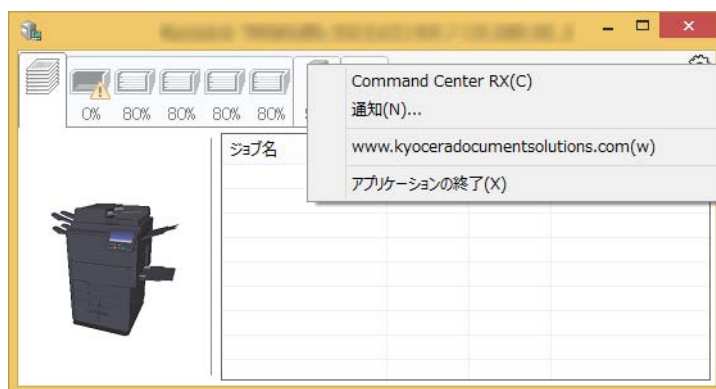 Command Center RX(C)
通知(N)...
0% 80% 80% 80% 80%
ジョブ名
www.kyoceradocumentsolutions.com(w)
アプリケーションの終了(X)